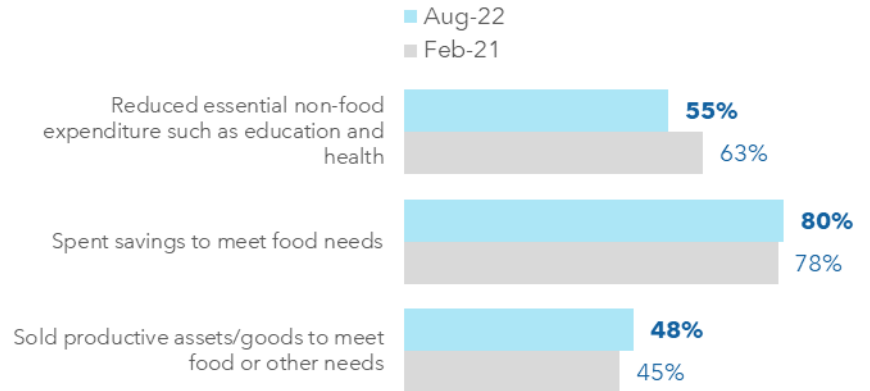 Aug-22
Feb-21
Reduced essential non-food
expenditure such as education and
health
55%
63%
Spent savings to meet food needs
80%
78%
Sold productive assets/goods to meet
food or other needs
48%
45%